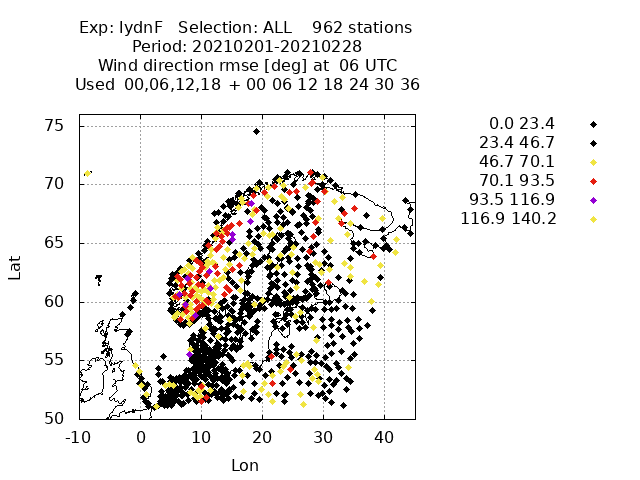 Exp: lydnF   Selection: ALL    962 stations
Period: 20210201-20210228
Wind direction rmse [deg] at  06 UTC
Used  00,06,12,18  + 00 06 12 18 24 30 36
0.0 23.4
23.4 46.7
46.7 70.1
70.1 93.5
93.5 116.9
116.9 140.2
75
70
65
60
55
50
Lat
-10 0 10 20 30 40
Lon